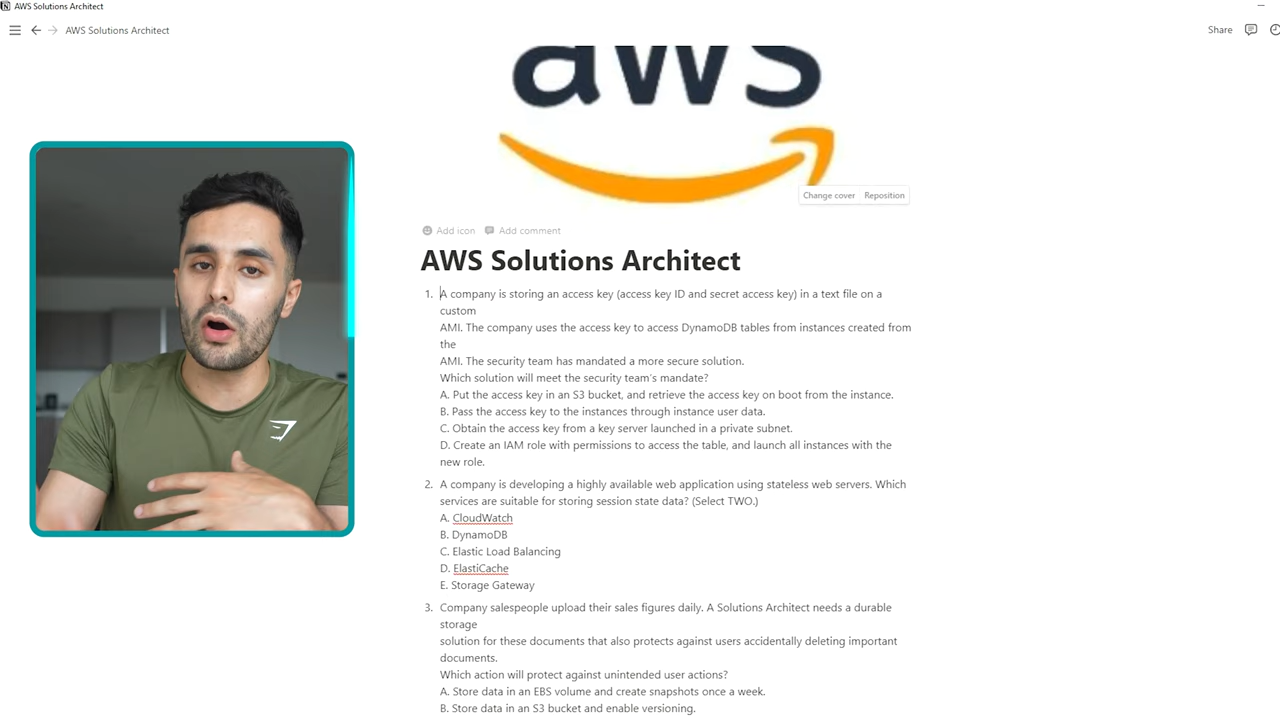 AWS Solutions Architect
AWS Solutions Architect
Share
aws
Change cover Reposition
Add icon Add comment
AWS Solutions Architect
1. A company is storing an access key (access key ID and secret access key) in a text file on a
custom
AMI. The company uses the access key to access DynamoDB tables from instances created from
the
AMI. The security team has mandated a more secure solution.
Which solution will meet the security team's mandate?
A. Put the access key in an S3 bucket, and retrieve the access key on boot from the instance.
B. Pass the access key to the instances through instance user data.
C. Obtain the access key from a key server launched in a private subnet.
D. Create an IAM role with permissions to access the table, and launch all instances with the
new role.
2. A company is developing a highly available web application using stateless web servers. Which
services are suitable for storing session state data? (Select TWO.)
A. CloudWatch
B. DynamoDB
C. Elastic Load Balancing
D. ElastiCache
E. Storage Gateway
3. Company salespeople upload their sales figures daily. A Solutions Architect needs a durable
storage
solution for these documents that also protects against users accidentally deleting important
documents.
Which action will protect against unintended user actions?
A. Store data in an EBS volume and create snapshots once a week.
B. Store data in an S3 bucket and enable versioning.